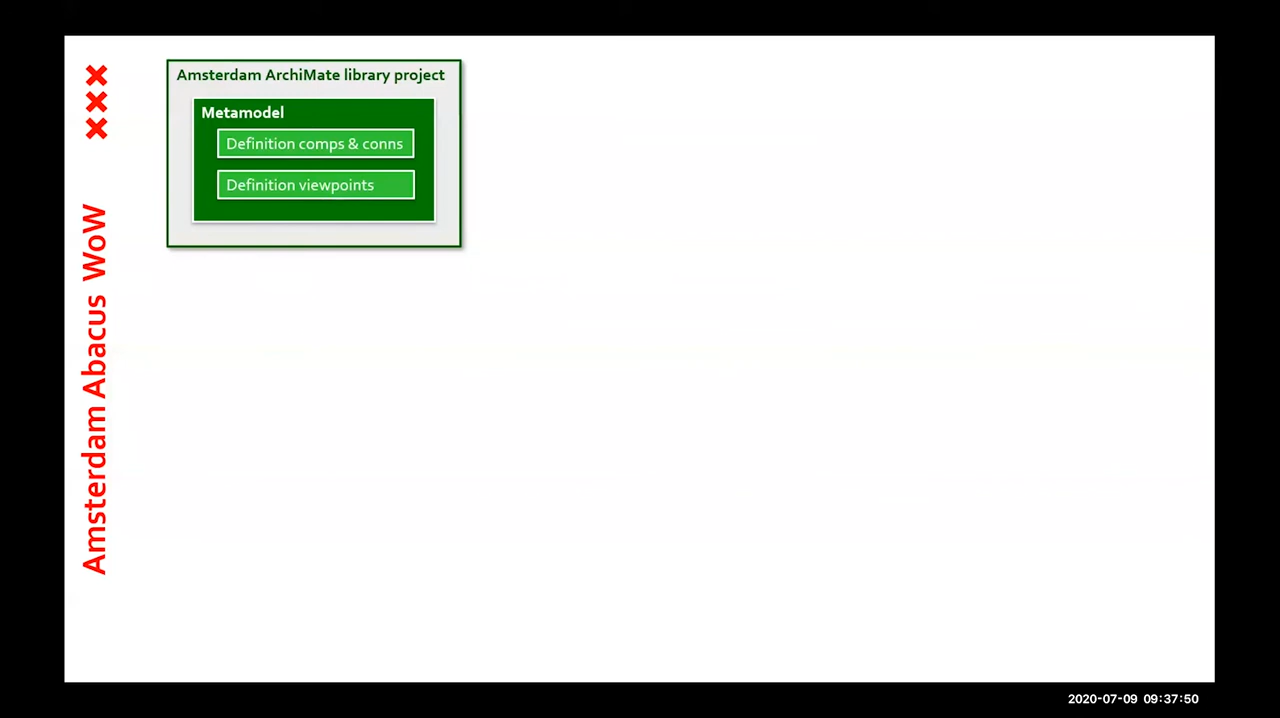 Amsterdam Abacus WoW
Amsterdam ArchiMate library project
Metamodel
Definition comps & conns
Definition viewpoints
2020-07-09 09:37:50